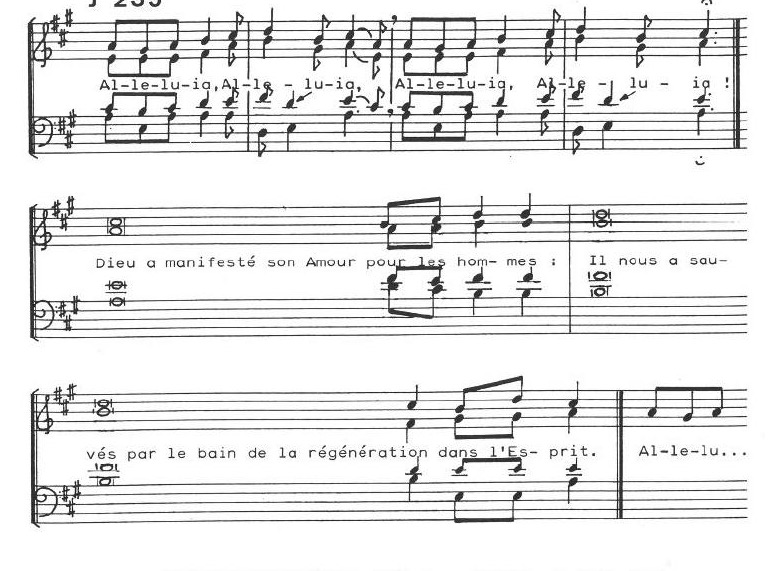 Al-le-lu-ia, Al-le - lu-ia, Al-le-lu-ia, Al-le - lu - ia !
Dieu a manifesté son Amour pour les hom- mes : Il nous a sau-
vés par le bain de la régénération dans l'Es- prit. Al-le-lu...